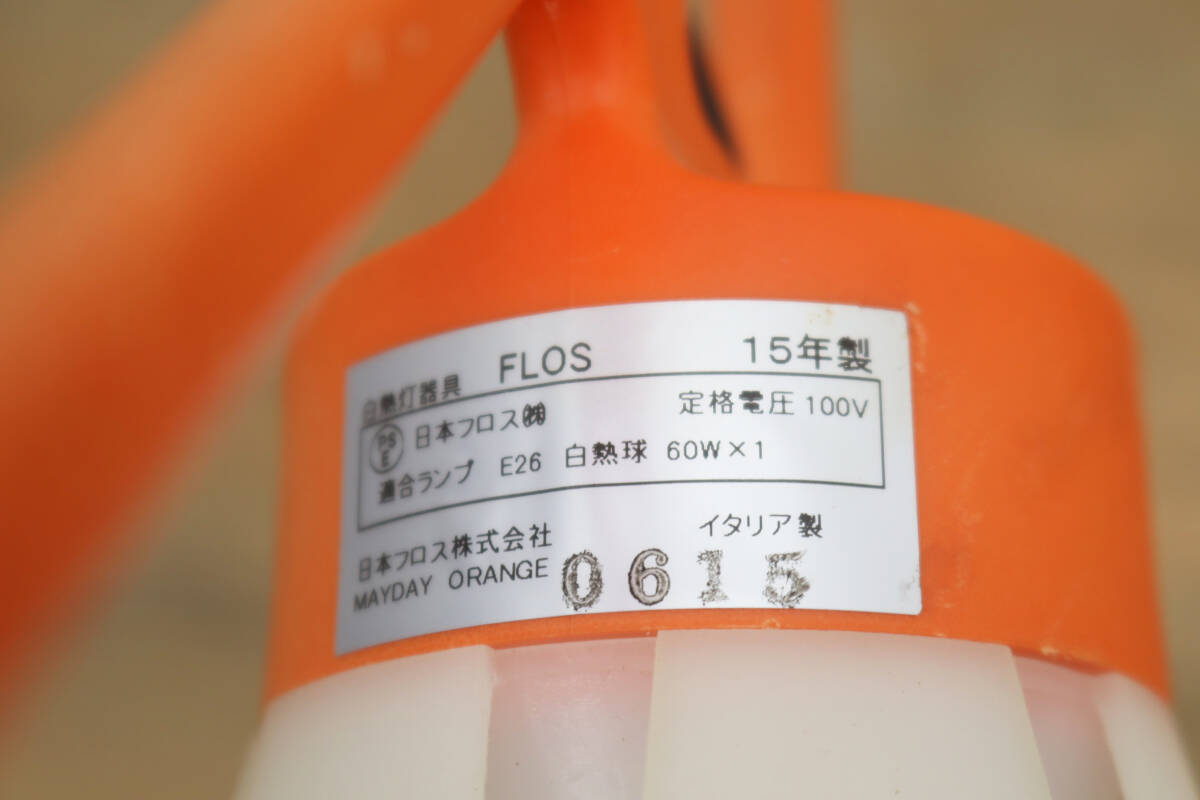 白熱灯器具 FLOS 15年製
PSE 日本フロス㈱ 定格電圧 100V
適合ランプ E26 白熱球 60W×1
日本フロス株式会社 イタリア製
MAYDAY ORANGE 0615